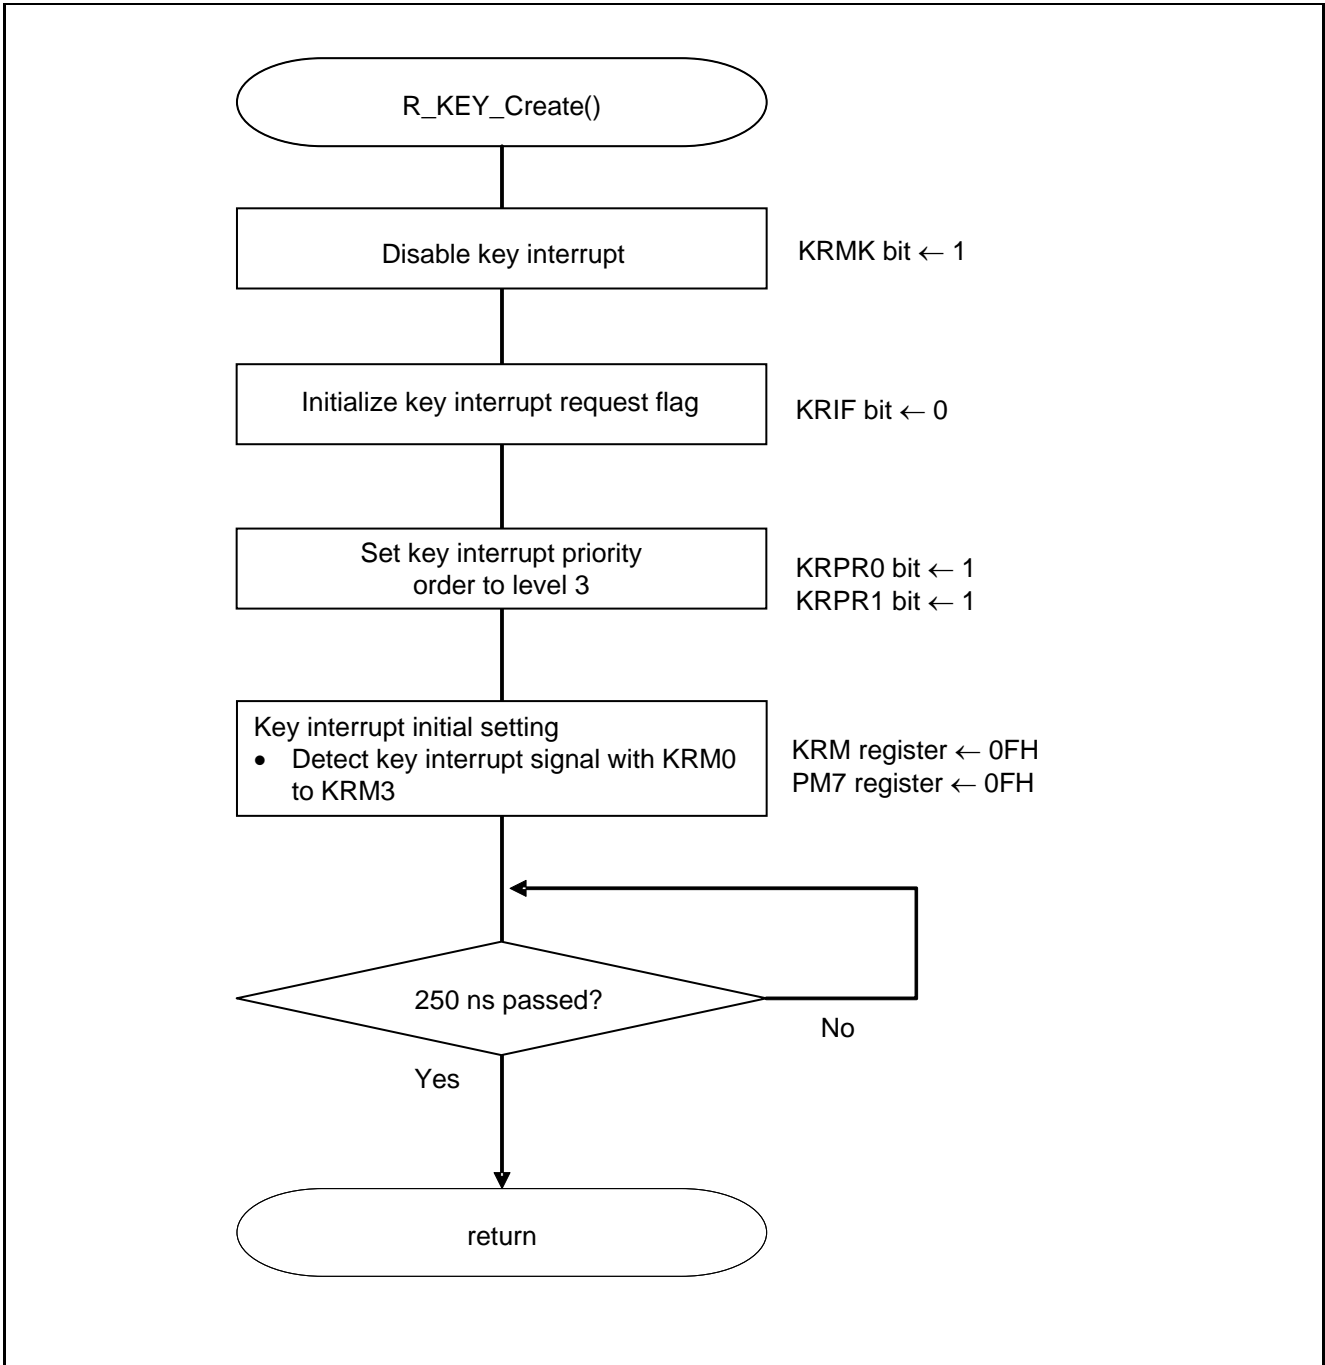 R_KEY_Create()
Disable key interrupt
KRMK bit ← 1
Initialize key interrupt request flag
KRIF bit ← 0
Set key interrupt priority
order to level 3
KRPR0 bit ← 1
KRPR1 bit ← 1
Key interrupt initial setting
• Detect key interrupt signal with KRM0
to KRM3
KRM register ← 0FH
PM7 register ← 0FH
250 ns passed?
No
Yes
return